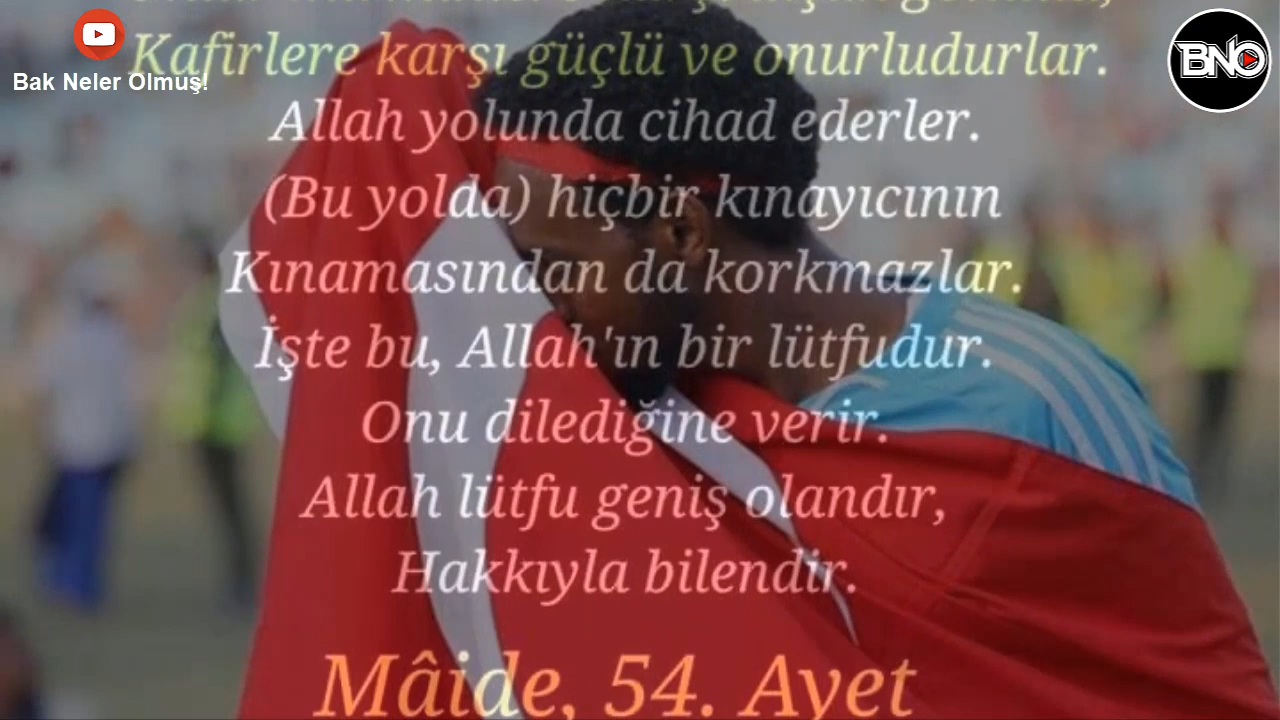 Kafirlere karşı güçlü ve onurludurlar.
Bak Neler Olmuş!
BNO
Allah yolunda cihad ederler.
(Bu yolda) hiçbir kınayıcının
Kınamasından da korkmazlar.
İşte bu, Allah'ın bir lütfudur.
Onu dilediğine verir.
Allah lütfu geniş olandır,
Hakkıyla bilendir.
Mâide, 54. Ayet